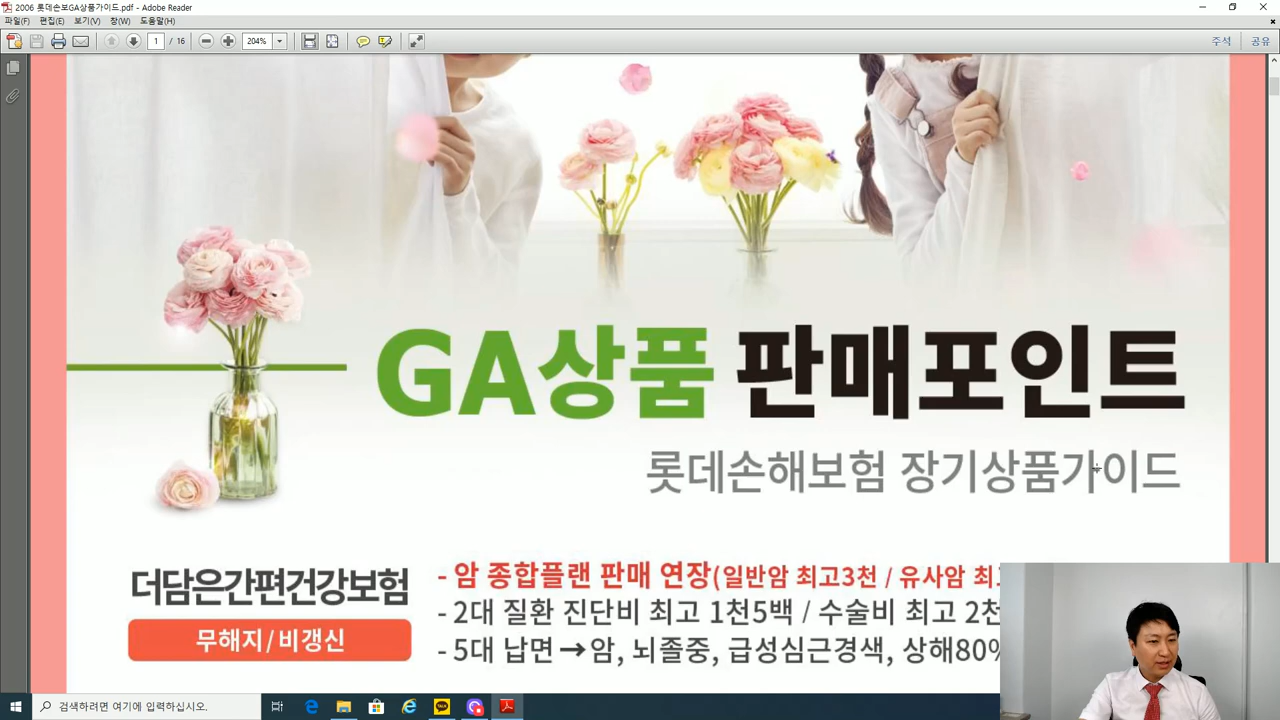 2006 롯데손보GA상품가이드.pdf - Adobe Reader
파일(F) 편집(E) 보기(V) 창(W) 도움말(H)
1 / 16 204% 주석 공유
GA상품 판매포인트
롯데손해보험 장기상품가이드
더담은간편건강보험
무해지/비갱신
- 암 종합플랜 판매 연장(일반암 최고3천 / 유사암 최
- 2대 질환 진단비 최고 1천5백 / 수술비 최고 2천
- 5대 납면→암, 뇌졸중, 급성심근경색, 상해80%
검색하려면 여기에 입력하십시오.
TALK